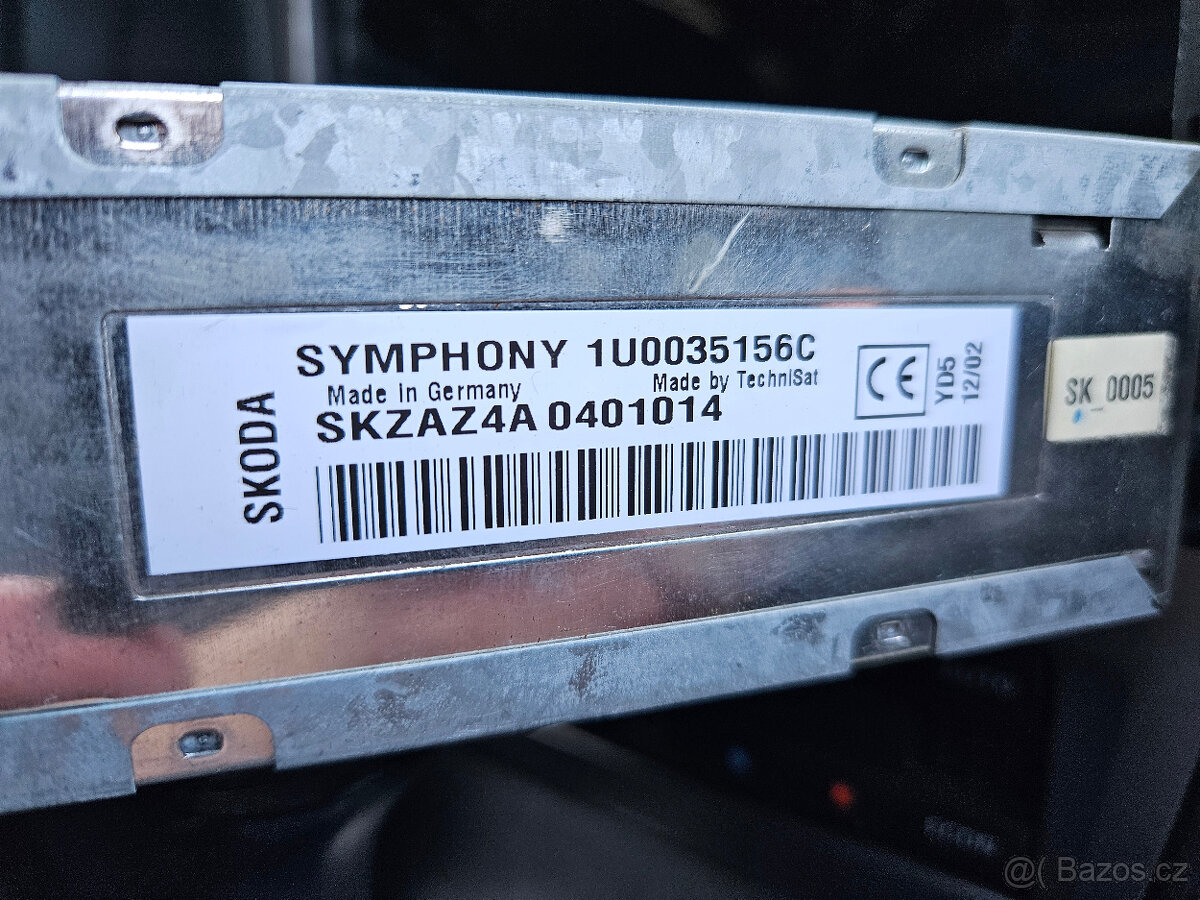 SYMPHONY 1U0035156C
Made in Germany
Made by TechniSat
SKZAZ4A 0401014
SKODA
CE
YD5
12/02
SK_0005
@( Bazos.cz